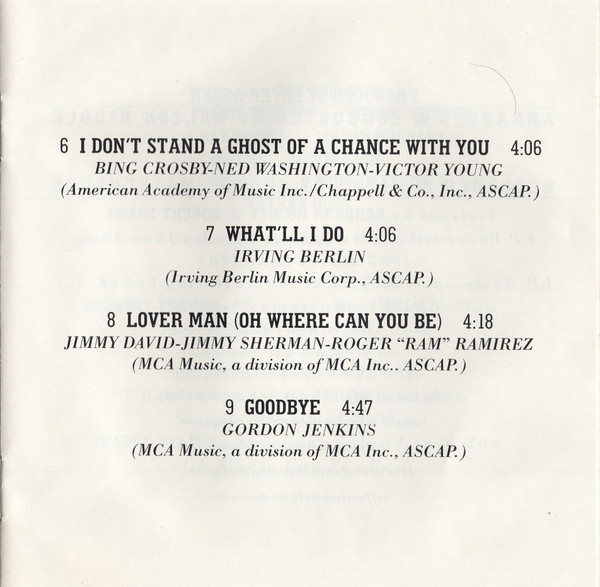 6 I DON'T STAND A GHOST OF A CHANCE WITH YOU 4:06
BING CROSBY-NED WASHINGTON-VICTOR YOUNG
(American Academy of Music Inc./Chappell & Co., Inc., ASCAP.)
7 WHAT'LL I DO 4:06
IRVING BERLIN
(Irving Berlin Music Corp., ASCAP.)
8 LOVER MAN (OH WHERE CAN YOU BE) 4:18
JIMMY DAVID-JIMMY SHERMAN-ROGER “RAM” RAMIREZ
(MCA Music, a division of MCA Inc.. ASCAP.)
9 GOODBYE 4:47
GORDON JENKINS
(MCA Music, a division of MCA Inc., ASCAP.)